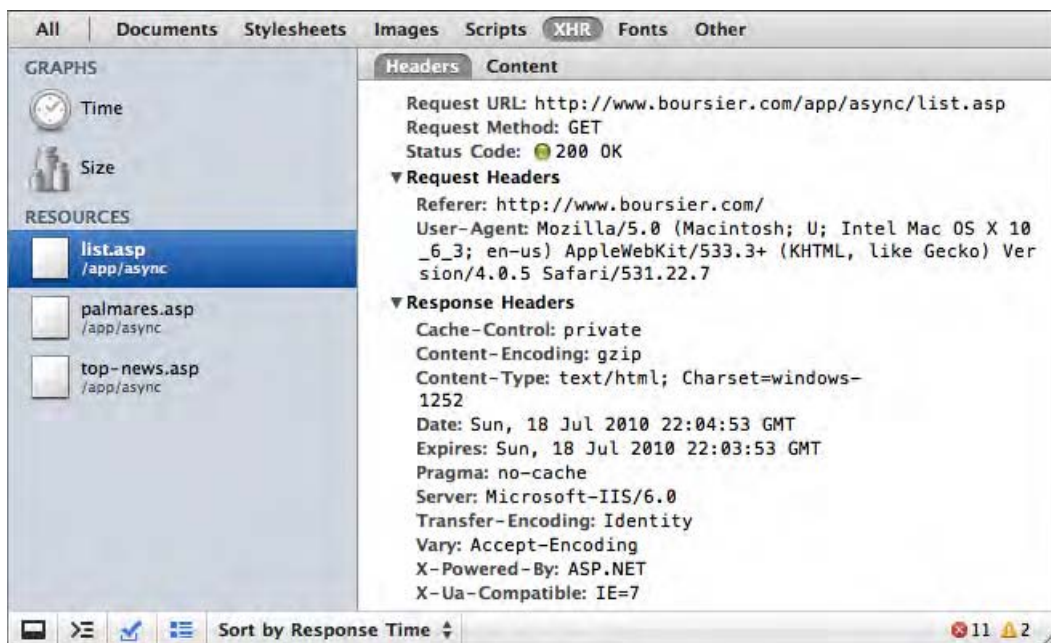 All Documents Stylesheets Images Scripts XHR Fonts Other
GRAPHS
Time
Size
RESOURCES
list.asp
/app/async
palmares.asp
/app/async
top-news.asp
/app/async
Headers Content
Request URL: http://www.boursier.com/app/async/list.asp
Request Method: GET
Status Code: 200 OK
Request Headers
Referer: http://www.boursier.com/
User-Agent: Mozilla/5.0 (Macintosh; U; Intel Mac OS X 10
_6_3; en-us) AppleWebKit/533.3+ (KHTML, like Gecko) Ver
sion/4.0.5 Safari/531.22.7
Response Headers
Cache-Control: private
Content-Encoding: gzip
Content-Type: text/html; Charset=windows-
1252
Date: Sun, 18 Jul 2010 22:04:53 GMT
Expires: Sun, 18 Jul 2010 22:03:53 GMT
Pragma: no-cache
Server: Microsoft-IIS/6.0
Transfer-Encoding: Identity
Vary: Accept-Encoding
X-Powered-By: ASP.NET
X-Ua-Compatible: IE=7
Sort by Response Time 11 2